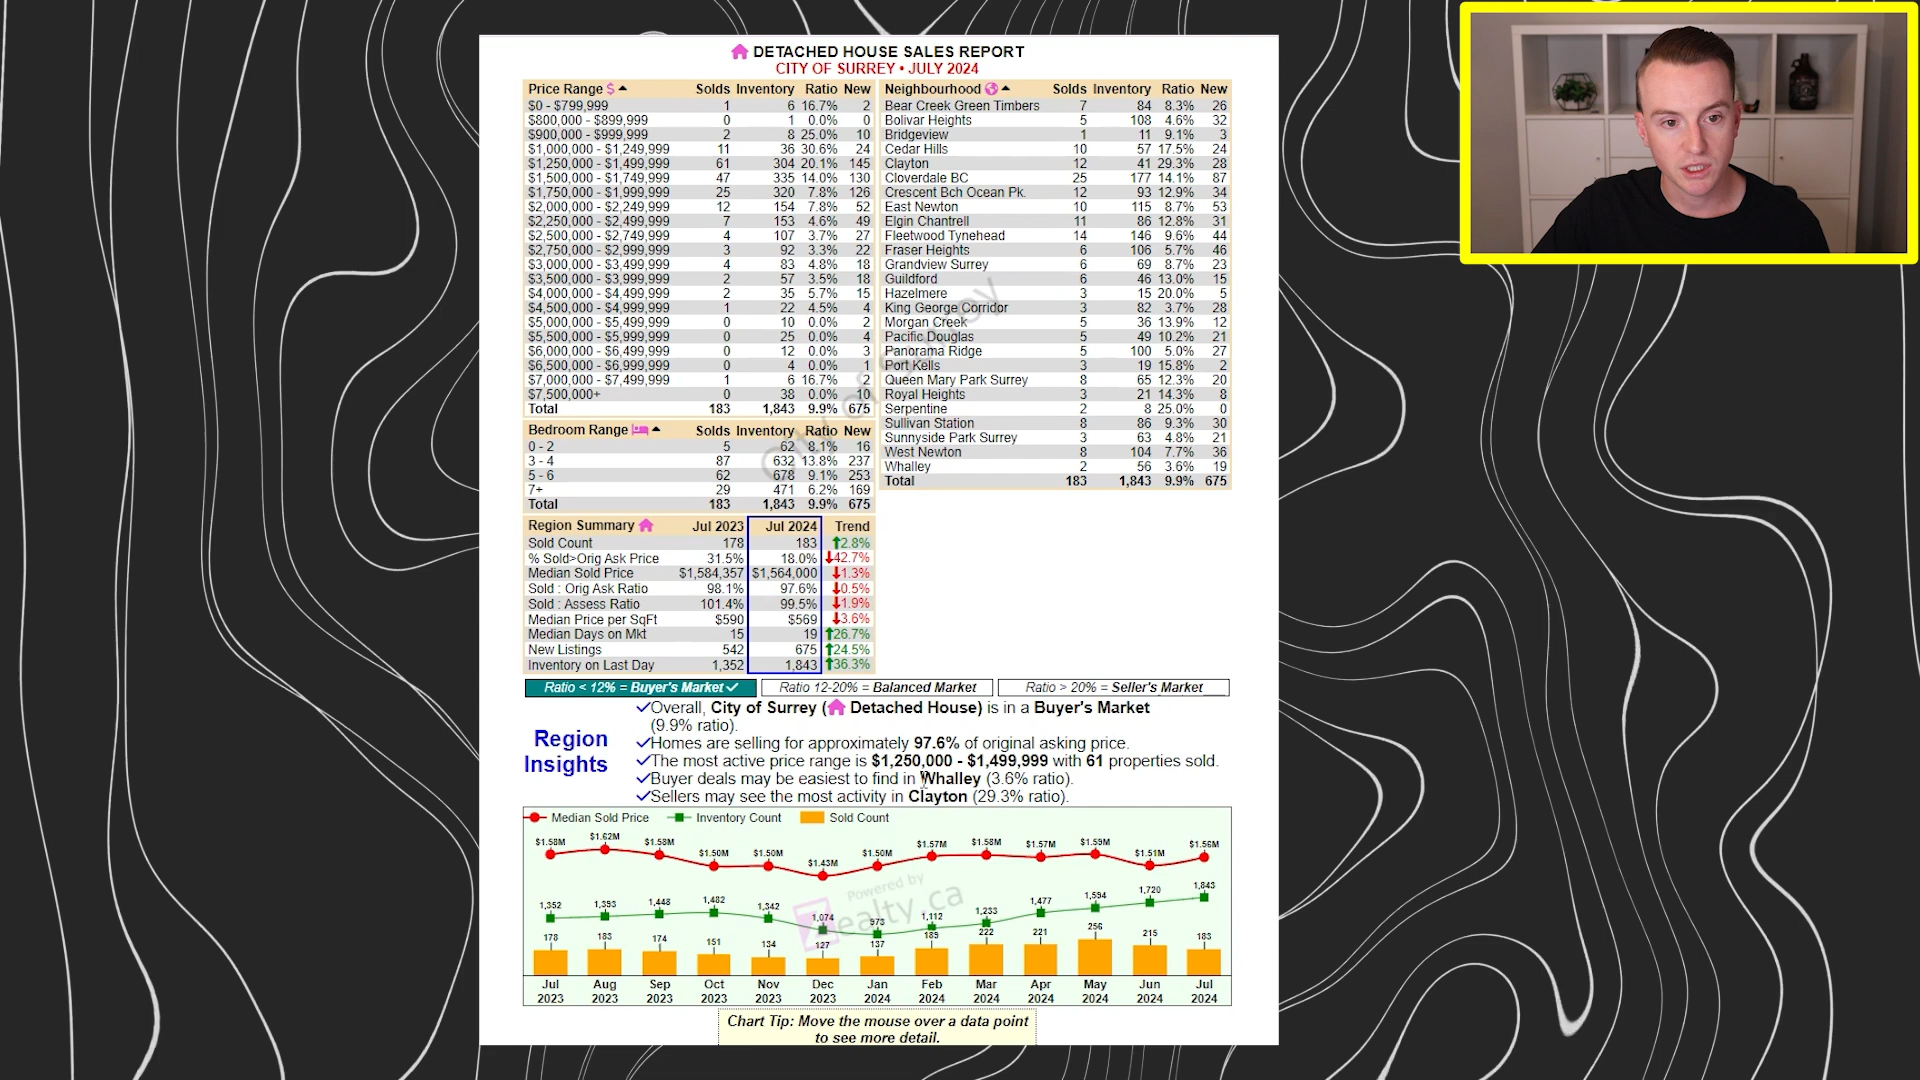 DETACHED HOUSE SALES REPORT
CITY OF SURREY • JULY 2024
Price Range $ Solds Inventory Ratio New
$0 - $799,999 1 6 16.7% 2
$800,000 - $899,999 0 1 0.0% 0
$900,000 - $999,999 2 8 25.0% 10
$1,000,000 - $1,249,999 11 36 30.6% 24
$1,250,000 - $1,499,999 61 304 20.1% 145
$1,500,000 - $1,749,999 47 335 14.0% 130
$1,750,000 - $1,999,999 25 320 7.8% 126
$2,000,000 - $2,249,999 12 154 7.8% 52
$2,250,000 - $2,499,999 7 153 4.6% 49
$2,500,000 - $2,749,999 4 107 3.7% 27
$2,750,000 - $2,999,999 3 92 3.3% 22
$3,000,000 - $3,499,999 4 83 4.8% 18
$3,500,000 - $3,999,999 2 57 3.5% 18
$4,000,000 - $4,499,999 2 35 5.7% 15
$4,500,000 - $4,999,999 1 22 4.5% 4
$5,000,000 - $5,499,999 0 10 0.0% 2
$5,500,000 - $5,999,999 0 25 0.0% 4
$6,000,000 - $6,499,999 0 12 0.0% 3
$6,500,000 - $6,999,999 0 4 0.0% 1
$7,000,000 - $7,499,999 1 6 16.7% 2
$7,500,000+ 0 38 0.0% 10
Total 183 1,843 9.9% 675
Bedroom Range Solds Inventory Ratio New
0 - 2 5 62 8.1% 16
3 - 4 87 632 13.8% 237
5 - 6 62 678 9.1% 253
7+ 29 471 6.2% 169
Total 183 1,843 9.9% 675
Neighbourhood Solds Inventory Ratio New
Bear Creek Green Timbers 7 84 8.3% 26
Bolivar Heights 5 108 4.6% 32
Bridgeview 1 11 9.1% 3
Cedar Hills 10 57 17.5% 24
Clayton 12 41 29.3% 28
Cloverdale BC 25 177 14.1% 87
Crescent Bch Ocean Pk. 12 93 12.9% 34
East Newton 10 115 8.7% 53
Elgin Chantrell 11 86 12.8% 31
Fleetwood Tynehead 14 146 9.6% 44
Fraser Heights 6 106 5.7% 46
Grandview Surrey 6 69 8.7% 23
Guildford 6 46 13.0% 15
Hazelmere 3 15 20.0% 5
King George Corridor 3 82 3.7% 28
Morgan Creek 5 36 13.9% 12
Pacific Douglas 5 49 10.2% 21
Panorama Ridge 5 100 5.0% 27
Port Kells 3 19 15.8% 2
Queen Mary Park Surrey 8 65 12.3% 20
Royal Heights 3 21 14.3% 8
Serpentine 2 8 25.0% 0
Sullivan Station 8 86 9.3% 30
Sunnyside Park Surrey 3 63 4.8% 21
West Newton 8 104 7.7% 36
Whalley 2 56 3.6% 19
Total 183 1,843 9.9% 675
City of Surrey
Region Summary Jul 2023 Jul 2024 Trend
Sold Count 178 183 2.8%
% Sold>Orig Ask Price 31.5% 18.0% 42.7%
Median Sold Price $1,584,357 $1,564,000 1.3%
Sold : Orig Ask Ratio 98.1% 97.6% 0.5%
Sold : Assess Ratio 101.4% 99.5% 1.9%
Median Price per SqFt $590 $569 3.6%
Median Days on Mkt 15 19 26.7%
New Listings 542 675 24.5%
Inventory on Last Day 1,352 1,843 36.3%
Ratio < 12% = Buyer's Market Ratio 12-20% = Balanced Market Ratio > 20% = Seller's Market
Region
Insights
Overall, City of Surrey ( Detached House) is in a Buyer's Market
(9.9% ratio).
Homes are selling for approximately 97.6% of original asking price.
The most active price range is $1,250,000 - $1,499,999 with 61 properties sold.
Buyer deals may be easiest to find in Whalley (3.6% ratio).
Sellers may see the most activity in Clayton (29.3% ratio).
Median Sold Price Inventory Count Sold Count
$1.58M $1.62M $1.58M $1.50M $1.50M $1.43M $1.50M $1.57M $1.58M $1.57M $1.59M $1.51M $1.56M
1,352 1,393 1,448 1,482 1,342 1,074 973 1,112 1,233 1,477 1,594 1,720 1,843
178 183 174 151 134 127 137 189 222 221 256 215 183
Powered by
Zealty.ca
Jul Aug Sep Oct Nov Dec Jan Feb Mar Apr May Jun Jul
2023 2023 2023 2023 2023 2023 2024 2024 2024 2024 2024 2024 2024
Chart Tip: Move the mouse over a data point
to see more detail.